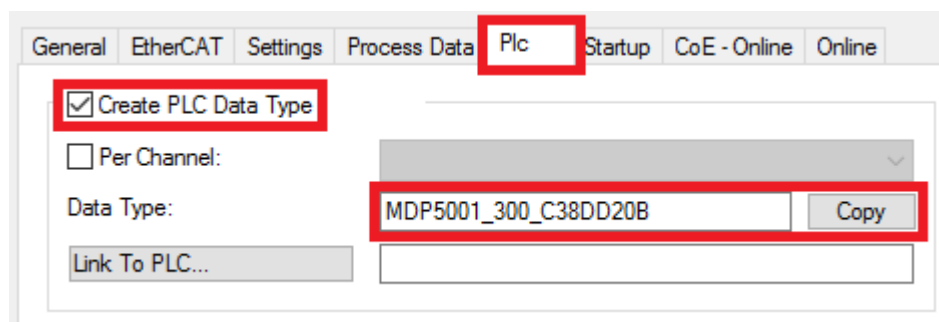 General EtherCAT Settings Process Data Plc Startup CoE - Online Online
Create PLC Data Type
Per Channel:
Data Type: MDP5001_300_C38DD20B Copy
Link To PLC...